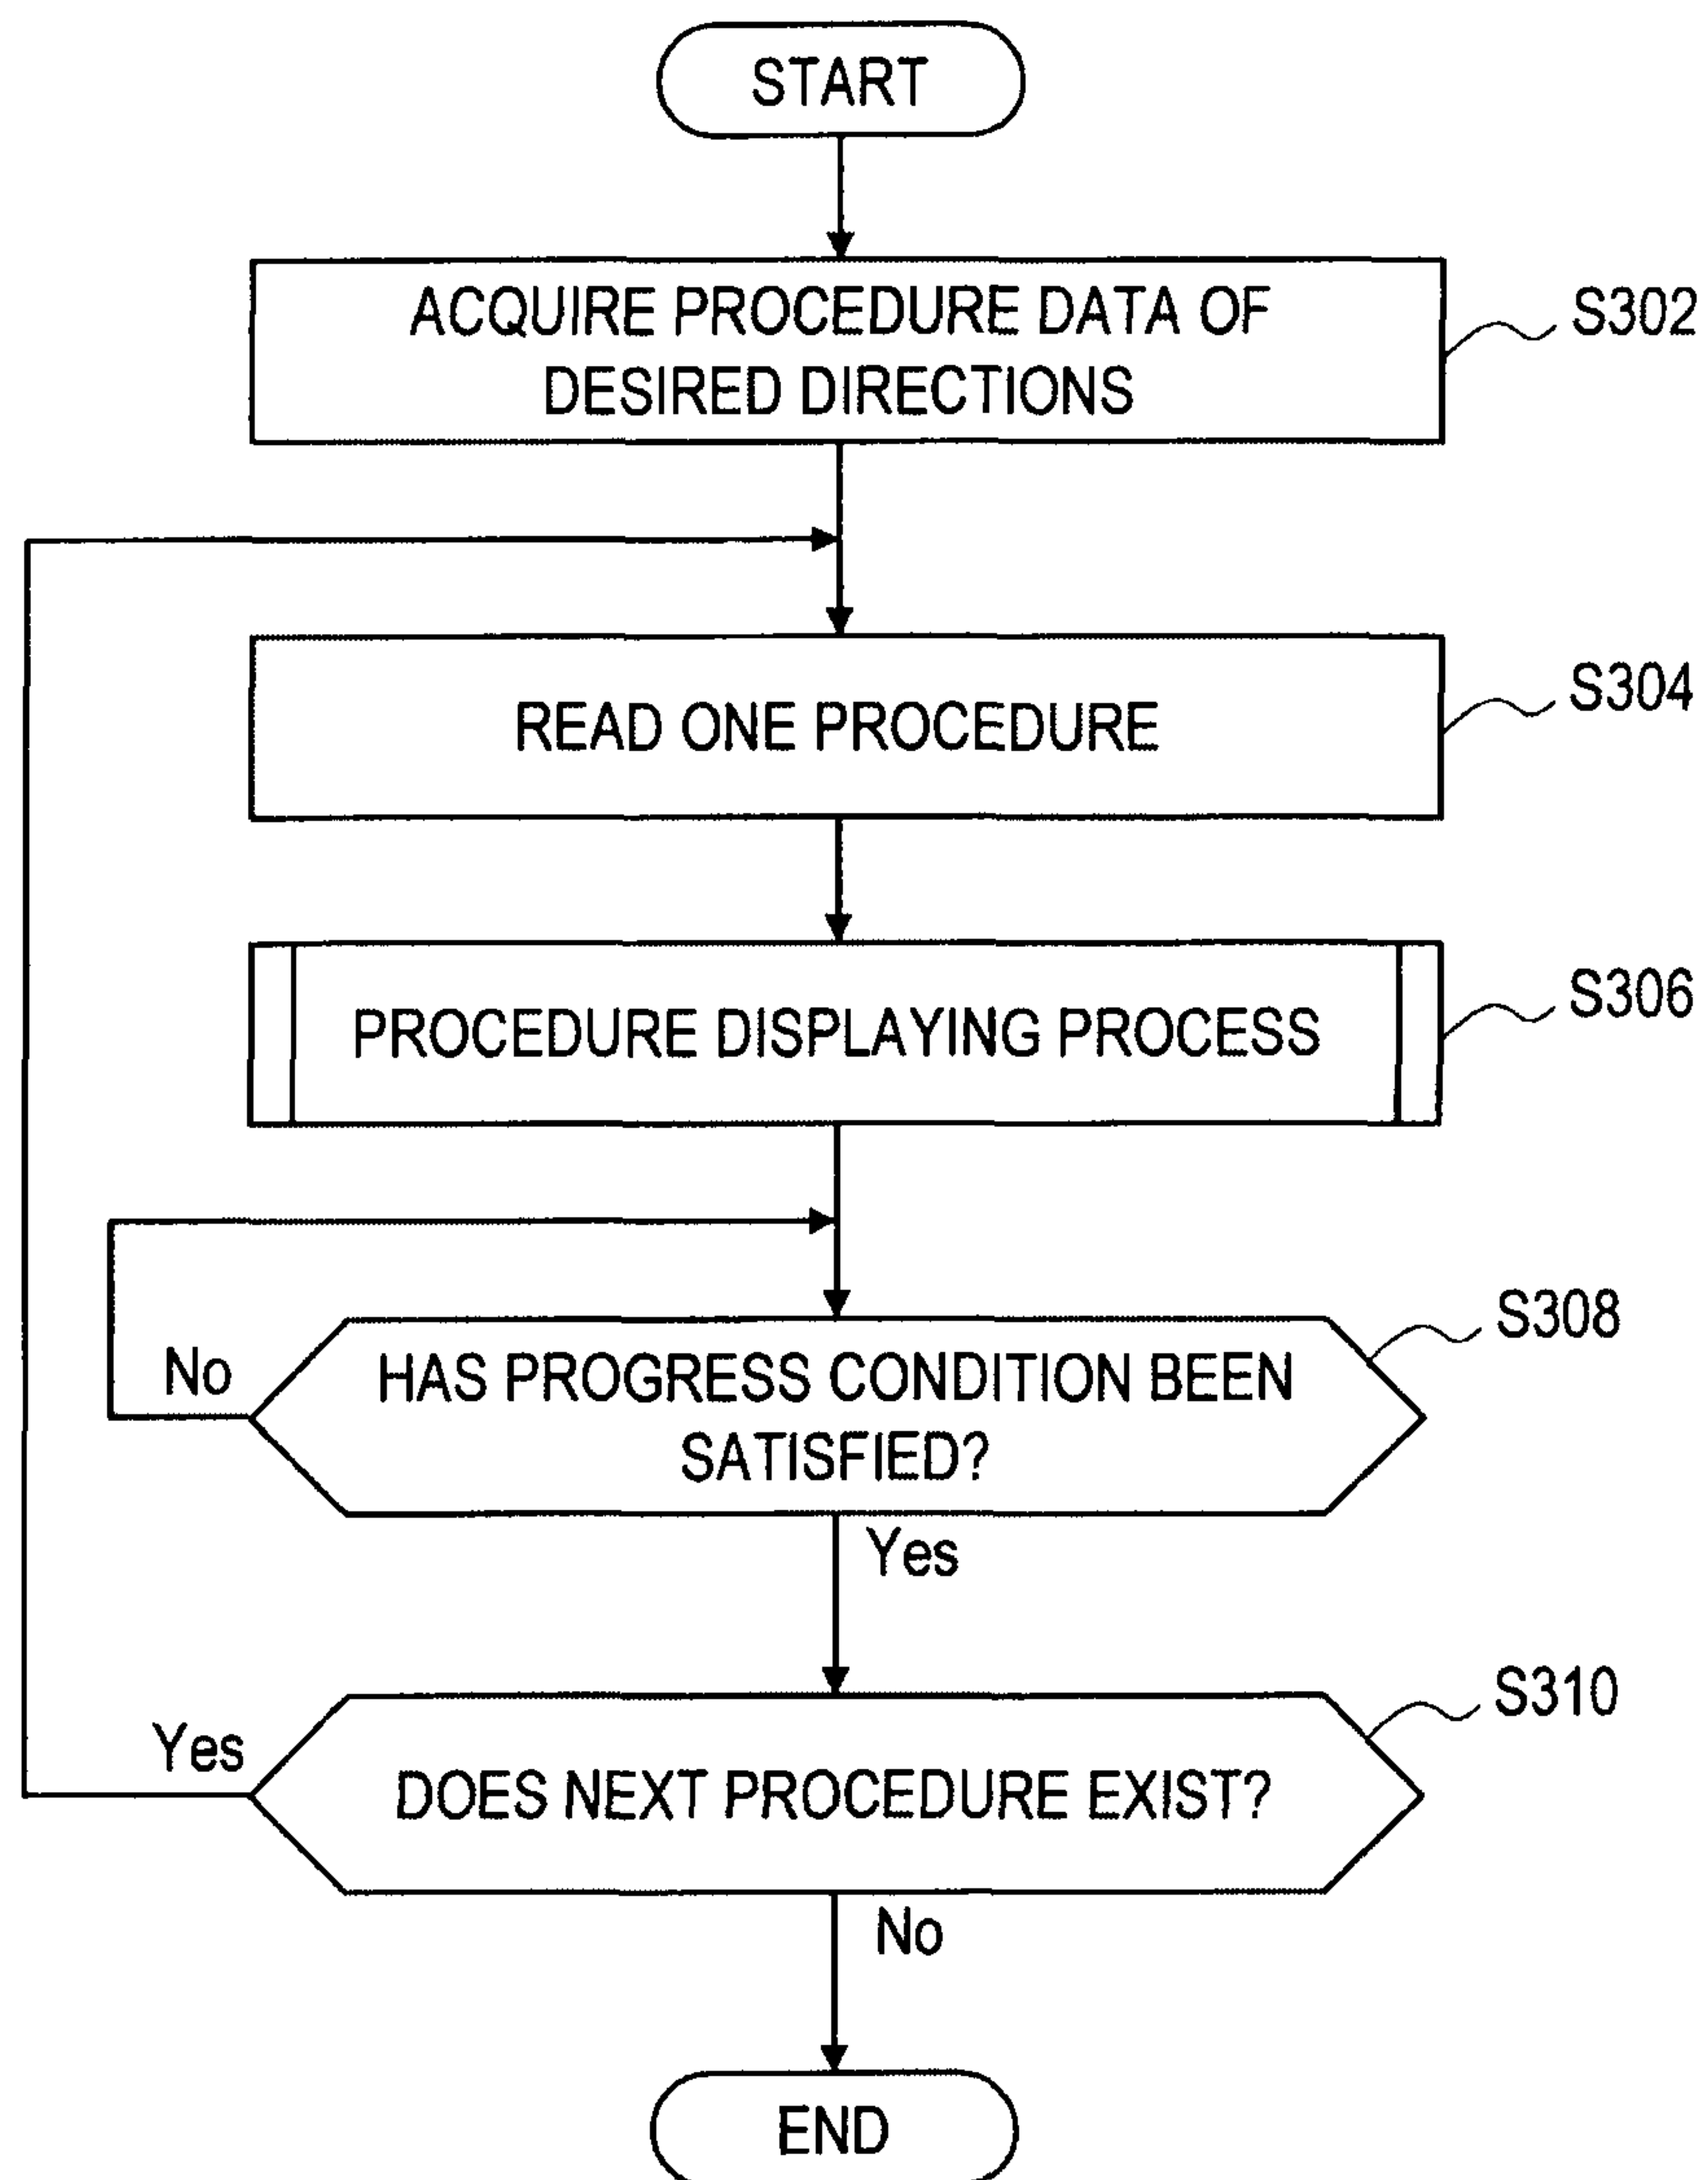 START
ACQUIRE PROCEDURE DATA OF
DESIRED DIRECTIONS
S302
READ ONE PROCEDURE
S304
PROCEDURE DISPLAYING PROCESS
S306
HAS PROGRESS CONDITION BEEN
SATISFIED?
S308
No
Yes
DOES NEXT PROCEDURE EXIST?
S310
Yes
No
END